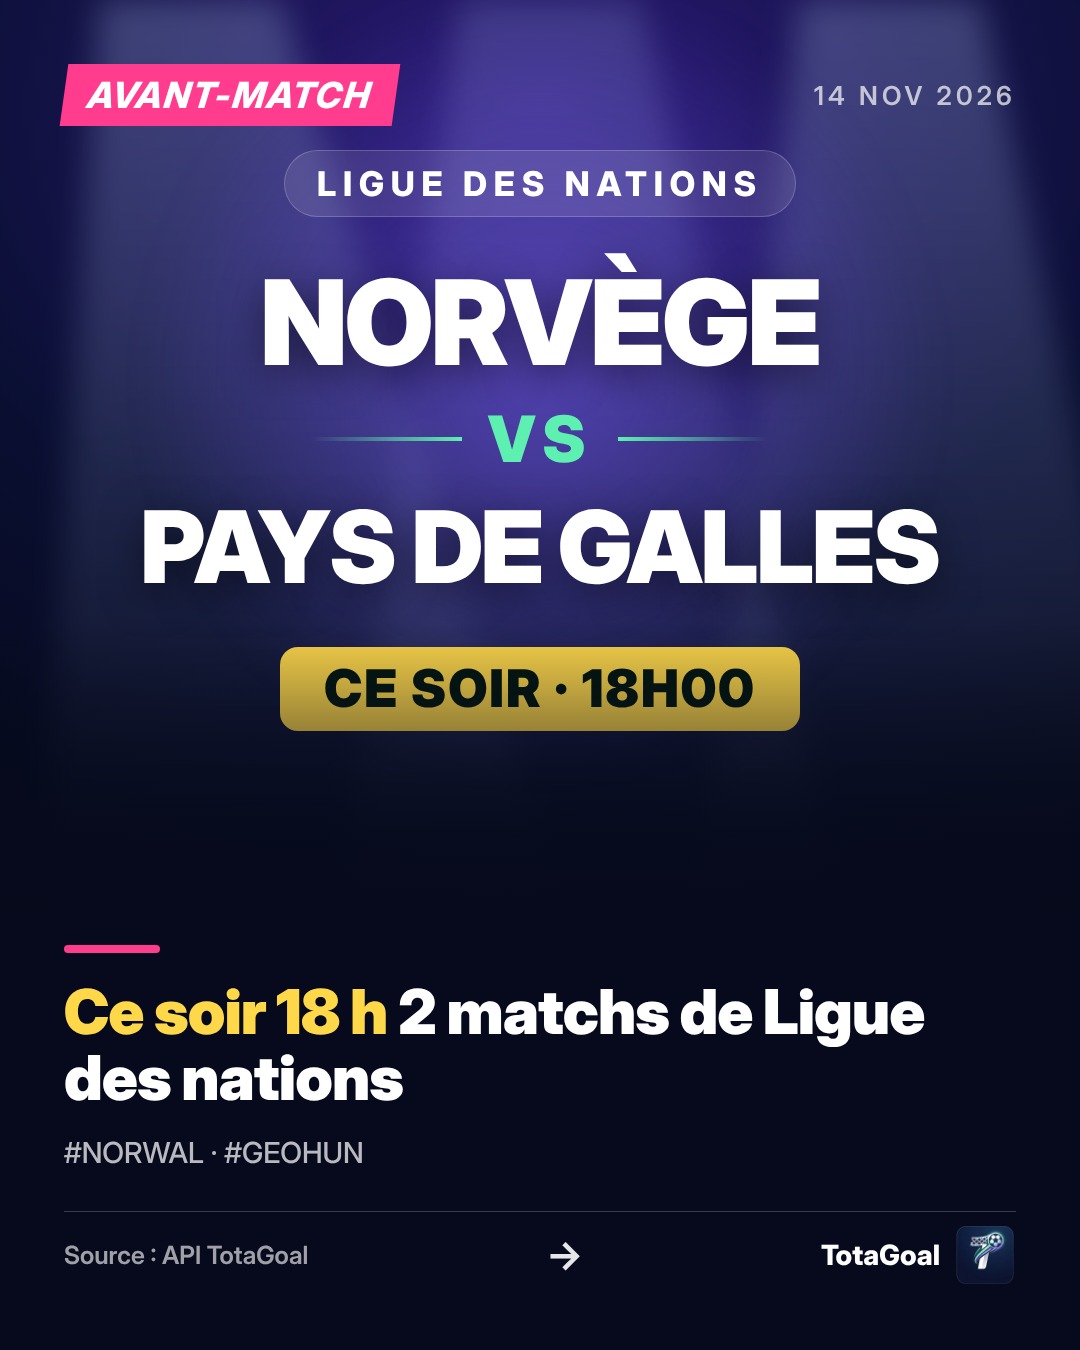 AVANT-MATCH
14 NOV 2026
LIGUE DES NATIONS
NORVÈGE
VS
PAYS DE GALLES
CE SOIR · 18H00
Ce soir 18 h 2 matchs de Ligue
des nations
#NORWAL · #GEOHUN
Source : API TotaGoal
→
TotaGoal